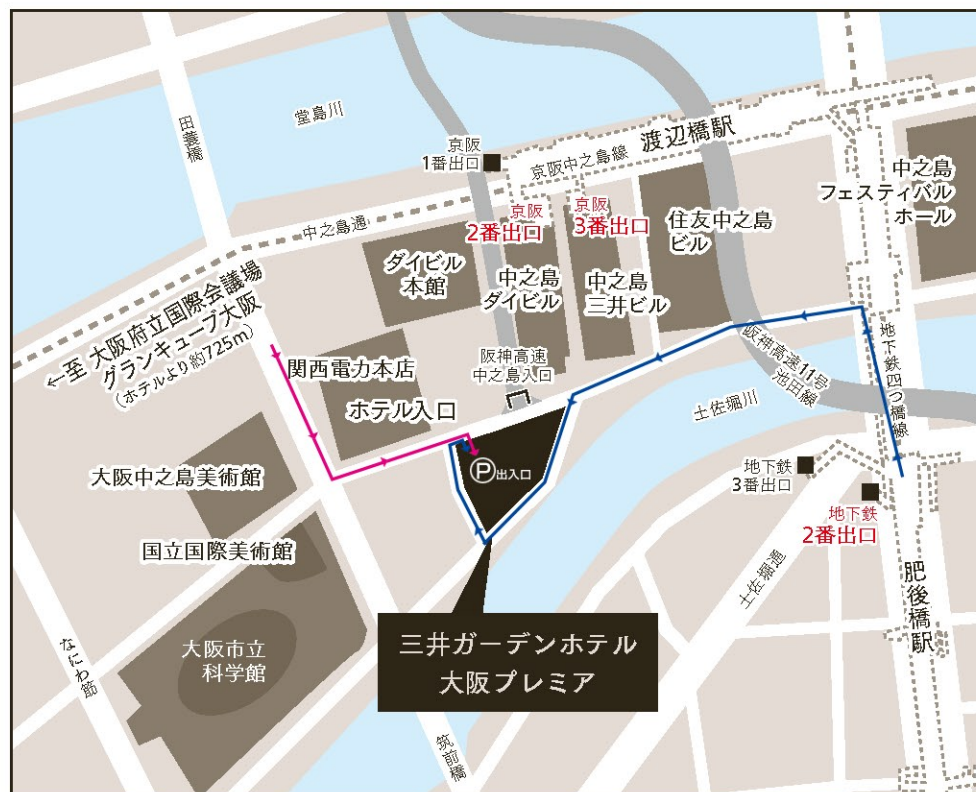 堂島川
田蓑橋
京阪
1番出口
京阪中之島線
渡辺橋駅
中之島
フェスティバル
ホール
中之島通
京阪
2番出口
京阪
3番出口
住友中之島
ビル
ダイビル
本館
中之島
ダイビル
中之島
三井ビル
←至 大阪府立国際会議場
グランキューブ大阪
(ホテルより約725m)
関西電力本店
阪神高速
中之島入口
阪神高速11号
池田線
地下鉄四つ橋線
ホテル入口
土佐堀川
大阪中之島美術館
P出入口
地下鉄
3番出口
地下鉄
2番出口
国立国際美術館
土佐堀通
肥後橋駅
大阪市立
科学館
三井ガーデンホテル
大阪プレミア
なにわ筋
筑前橋